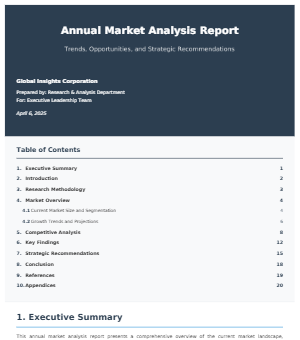 Annual Market Analysis Report
Trends, Opportunities, and Strategic Recommendations
Global Insights Corporation
Prepared by: Research & Analysis Department
For: Executive Leadership Team
April 6, 2025
Table of Contents
1. Executive Summary 1
2. Introduction 2
3. Research Methodology 3
4. Market Overview 4
4.1 Current Market Size and Segmentation 4
4.2 Growth Trends and Projections 5
5. Competitive Analysis 8
6. Key Findings 12
7. Strategic Recommendations 15
8. Conclusion 18
9. References 19
10. Appendices 20
1. Executive Summary
This annual market analysis report presents a comprehensive overview of the current market landscape,